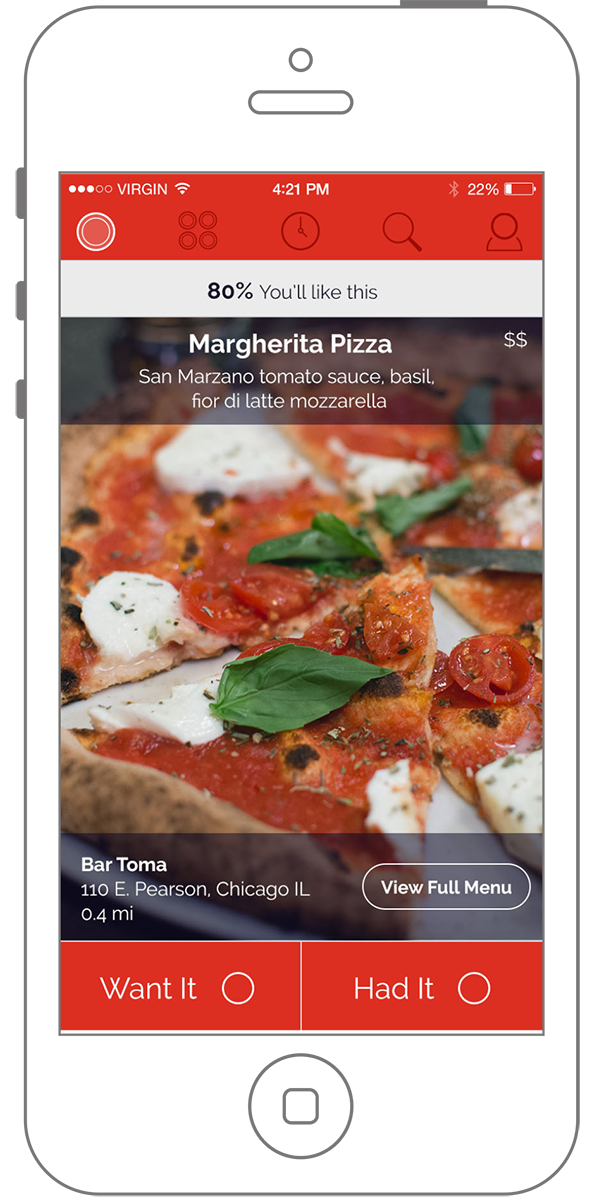 VIRGIN 4:21 PM 22%
80% You'll like this
Margherita Pizza $$
San Marzano tomato sauce, basil,
fior di latte mozzarella
Bar Toma
110 E. Pearson, Chicago IL
0.4 mi
View Full Menu
Want It Had It